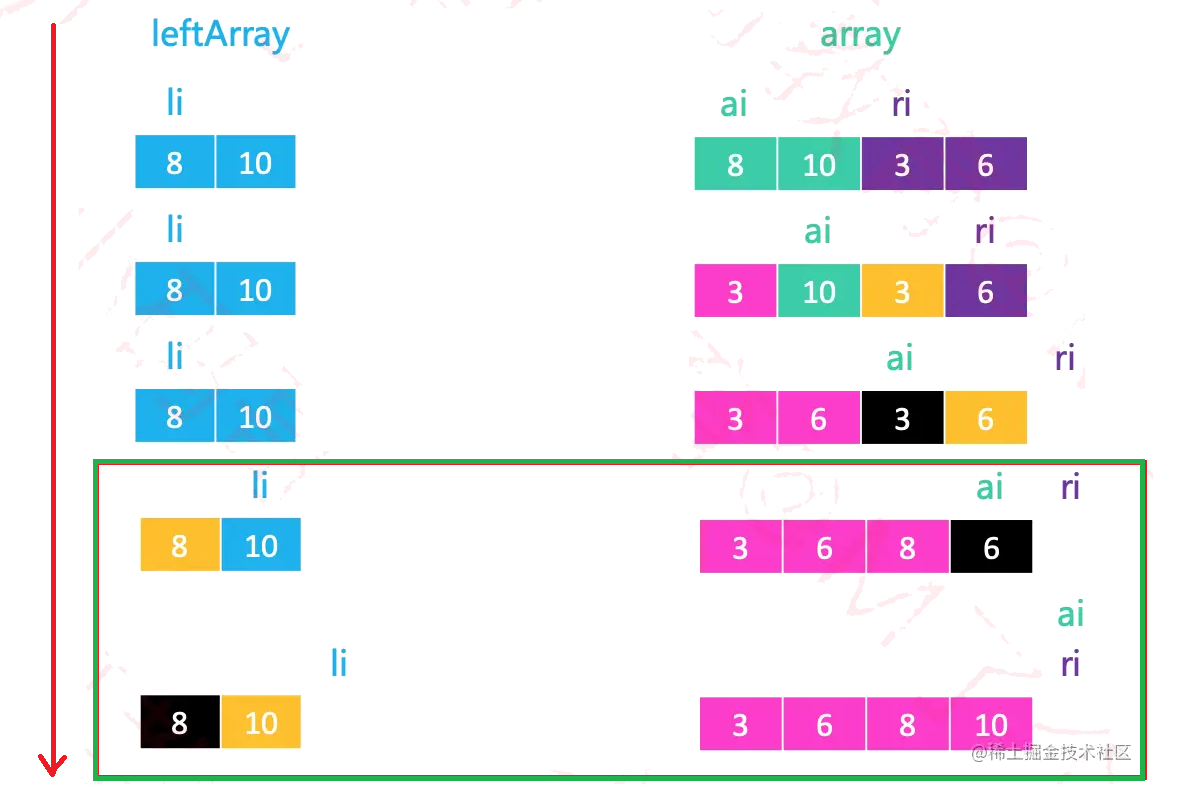 leftArray array
li ai ri
8 10 8 10 3 6
li ai ri
8 10 3 10 3 6
li ai ri
8 10 3 6 3 6
li ai ri
8 10 3 6 8 6
ai
li ri
8 10 3 6 8 10
@稀土掘金技术社区